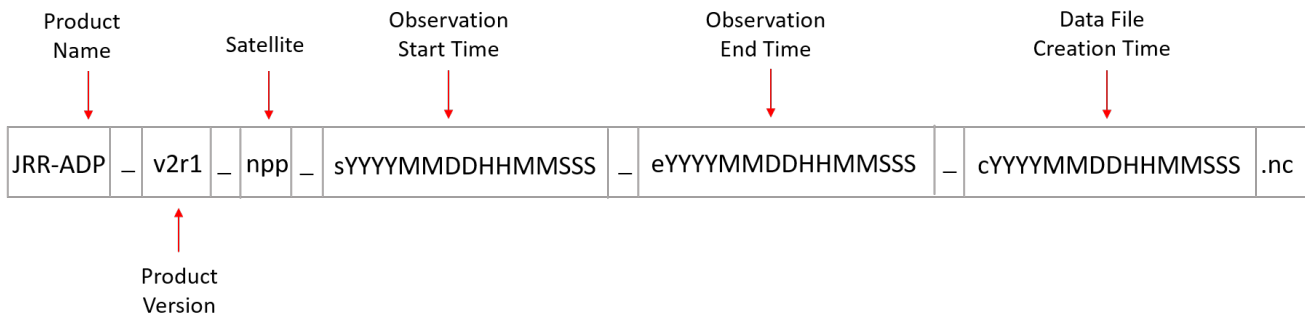 Product
Name
Satellite
Observation
Start Time
Observation
End Time
Data File
Creation Time
JRR-ADP _ v2r1 _ npp _ sYYYYMMDDHHMMSSS _ eYYYYMMDDHHMMSSS _ cYYYYMMDDHHMMSSS .nc
Product
Version